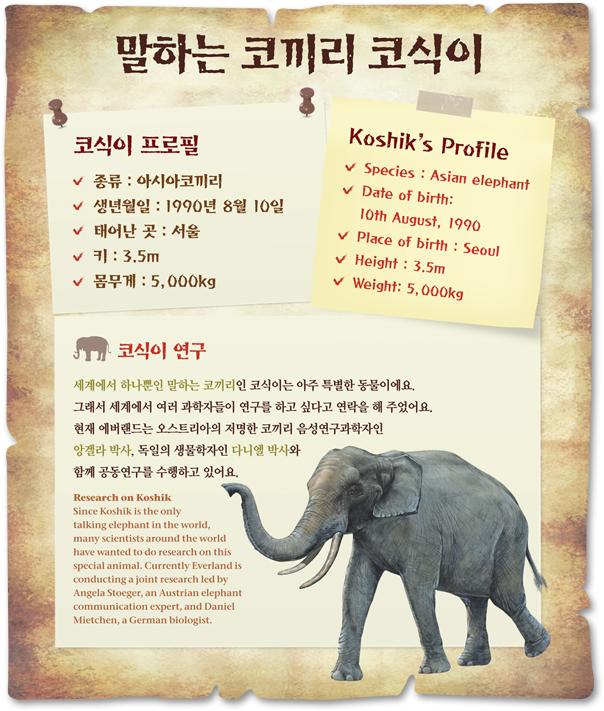 말하는 코끼리 코식이
코식이 프로필
종류 : 아시아코끼리
생년월일 : 1990년 8월 10일
태어난 곳 : 서울
키 : 3.5m
몸무게 : 5,000kg
Koshik's Profile
Species : Asian elephant
Date of birth:
10th August, 1990
Place of birth : Seoul
Height : 3.5m
Weight: 5,000kg
코식이 연구
세계에서 하나뿐인 말하는 코끼리인 코식이는 아주 특별한 동물이에요.
그래서 세계에서 여러 과학자들이 연구를 하고 싶다고 연락을 해 주었어요.
현재 에버랜드는 오스트리아의 저명한 코끼리 음성연구과학자인
앙겔라 박사, 독일의 생물학자인 다니엘 박사와
함께 공동연구를 수행하고 있어요.
Research on Koshik
Since Koshik is the only
talking elephant in the world,
many scientists around the world
have wanted to do research on this
special animal. Currently Everland is
conducting a joint research led by
Angela Stoeger, an Austrian elephant
communication expert, and Daniel
Mietchen, a German biologist.